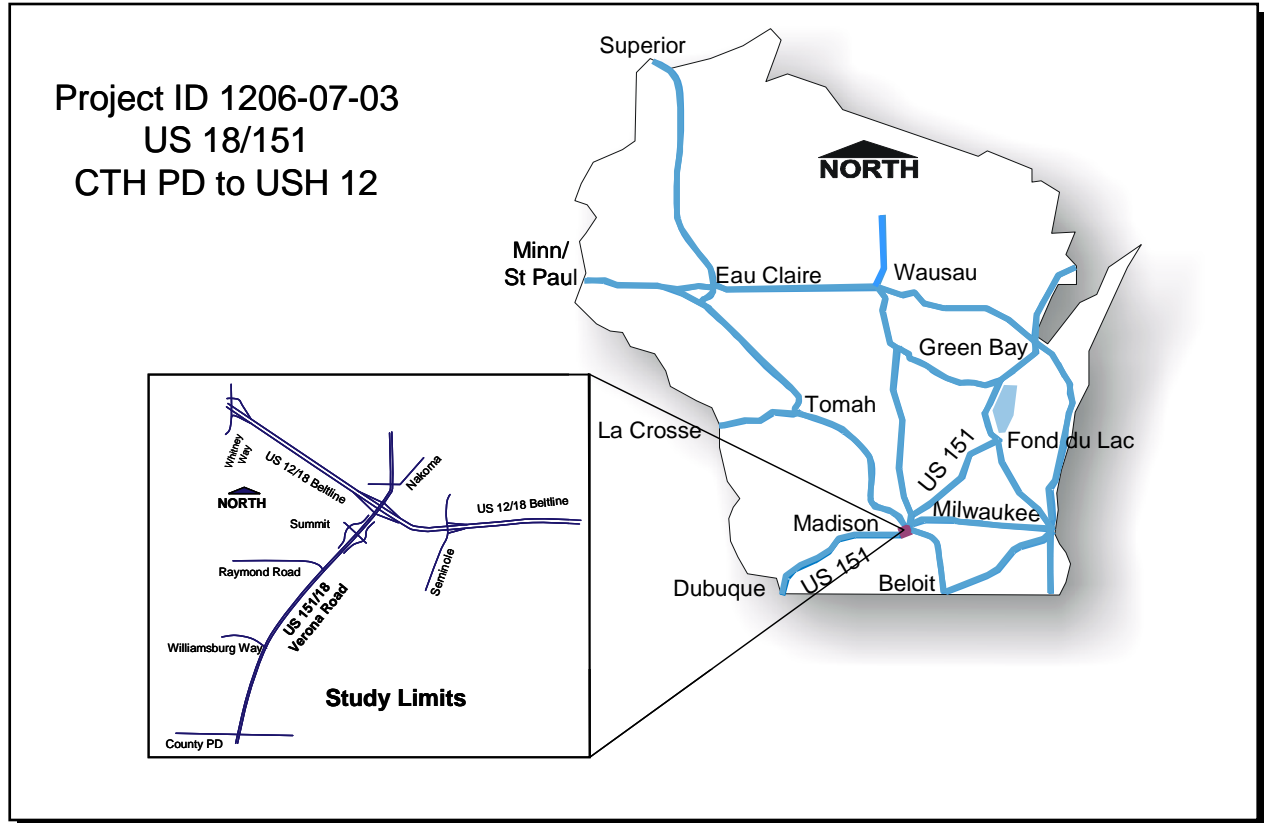 Project ID 1206-07-03
US 18/151
CTH PD to USH 12
Superior
NORTH
Minn/
St Paul
Eau Claire
Wausau
Green Bay
Tomah
La Crosse
Fond du Lac
US 151
Milwaukee
Madison
Dubuque
US 151
Beloit
Whitney
Way
US 12/18 Beltline
Nakoma
NORTH
US 12/18 Beltline
Summit
Seminole
Raymond Road
US 151/18
Verona Road
Williamsburg Way
Study Limits
County PD